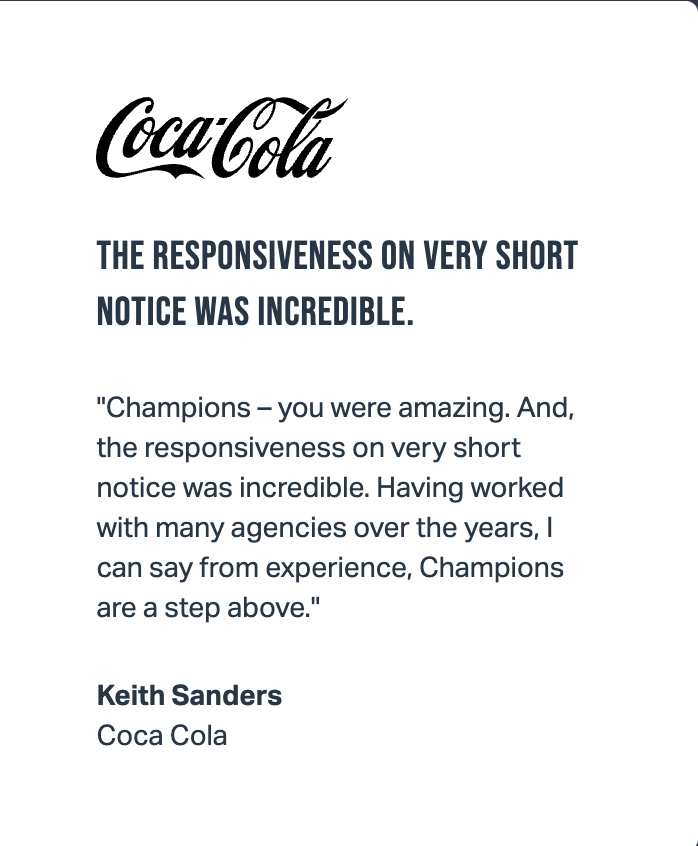 Coca-Cola
THE RESPONSIVENESS ON VERY SHORT
NOTICE WAS INCREDIBLE.
"Champions – you were amazing. And,
the responsiveness on very short
notice was incredible. Having worked
with many agencies over the years, I
can say from experience, Champions
are a step above."
Keith Sanders
Coca Cola